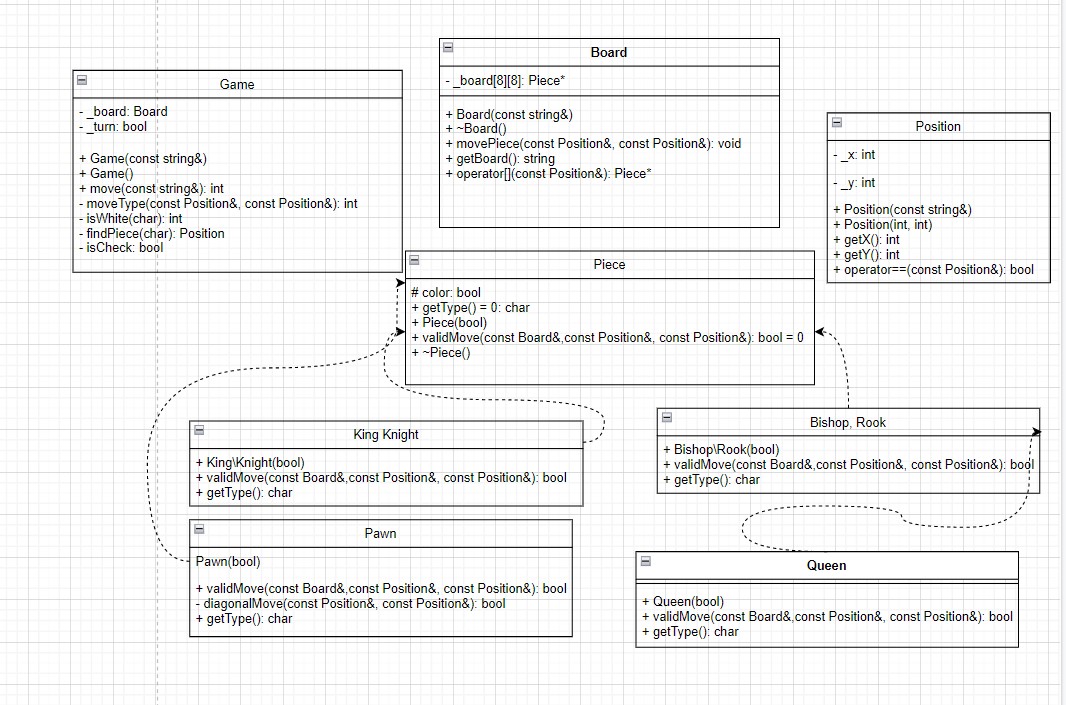 Game
- _board: Board
- _turn: bool
+ Game(const string&)
+ Game()
+ move(const string&): int
- moveType(const Position&, const Position&): int
- isWhite(char): int
- findPiece(char): Position
- isCheck: bool
Board
- _board[8][8]: Piece*
+ Board(const string&)
+ ~Board()
+ movePiece(const Position&, const Position&): void
+ getBoard(): string
+ operator[](const Position&): Piece*
Position
- _x: int
- _y: int
+ Position(const string&)
+ Position(int, int)
+ getX(): int
+ getY(): int
+ operator==(const Position&): bool
Piece
# color: bool
+ getType() = 0: char
+ Piece(bool)
+ validMove(const Board&,const Position&, const Position&): bool = 0
+ ~Piece()
King Knight
+ King\Knight(bool)
+ validMove(const Board&,const Position&, const Position&): bool
+ getType(): char
Bishop, Rook
+ Bishop\Rook(bool)
+ validMove(const Board&,const Position&, const Position&): bool
+ getType(): char
Pawn
Pawn(bool)
+ validMove(const Board&,const Position&, const Position&): bool
- diagonalMove(const Position&, const Position&): bool
+ getType(): char
Queen
+ Queen(bool)
+ validMove(const Board&,const Position&, const Position&): bool
+ getType(): char